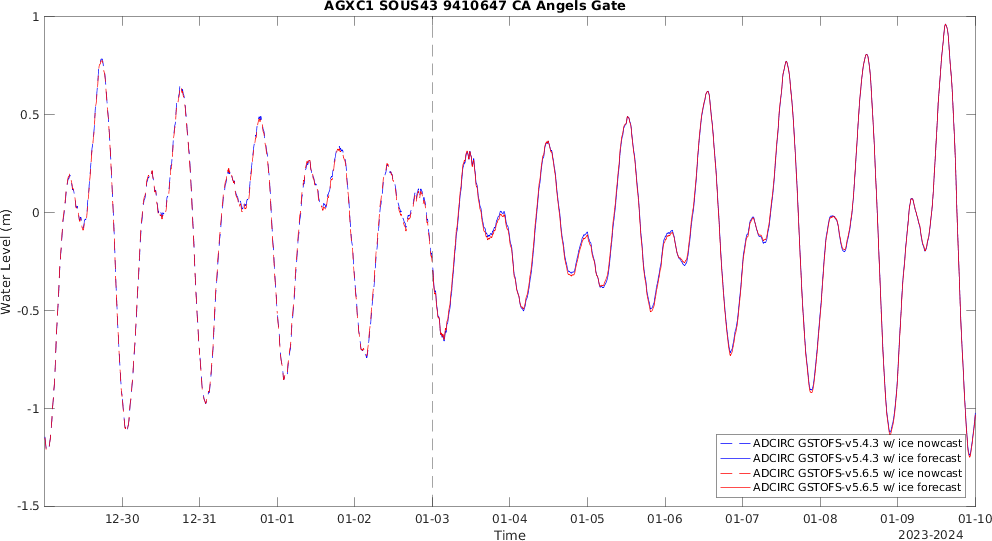 AGXC1 SOUS43 9410647 CA Angels Gate
Water Level (m)
1
0.5
0
-0.5
-1
-1.5
12-30 12-31 01-01 01-02 01-03 01-04 01-05 01-06 01-07 01-08 01-09 01-10
Time
2023-2024
ADCIRC GSTOFS-v5.4.3 w/ ice nowcast
ADCIRC GSTOFS-v5.4.3 w/ ice forecast
ADCIRC GSTOFS-v5.6.5 w/ ice nowcast
ADCIRC GSTOFS-v5.6.5 w/ ice forecast